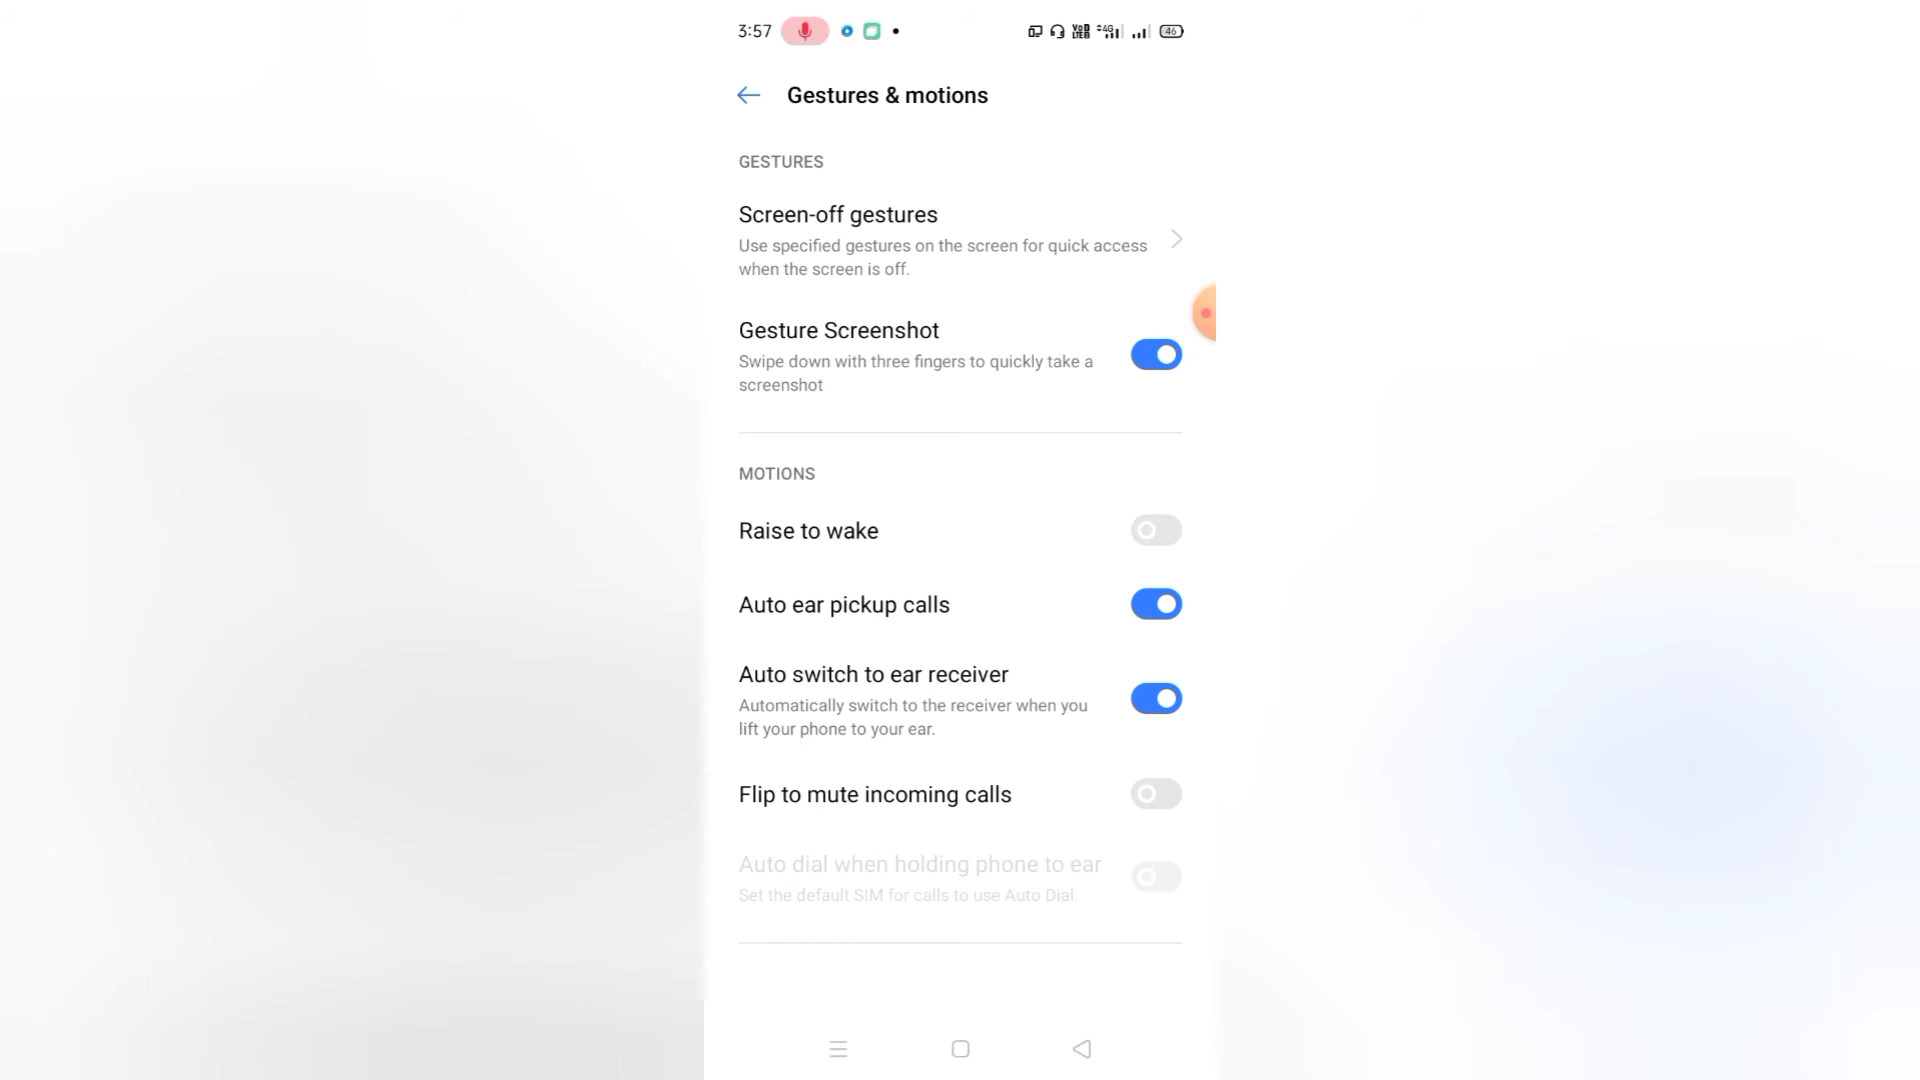 3:57 VoD LTED 4G 46
Gestures & motions
GESTURES
Screen-off gestures
Use specified gestures on the screen for quick access
when the screen is off.
Gesture Screenshot
Swipe down with three fingers to quickly take a
screenshot
MOTIONS
Raise to wake
Auto ear pickup calls
Auto switch to ear receiver
Automatically switch to the receiver when you
lift your phone to your ear.
Flip to mute incoming calls
Auto dial when holding phone to ear
Set the default SIM for calls to use Auto Dial.